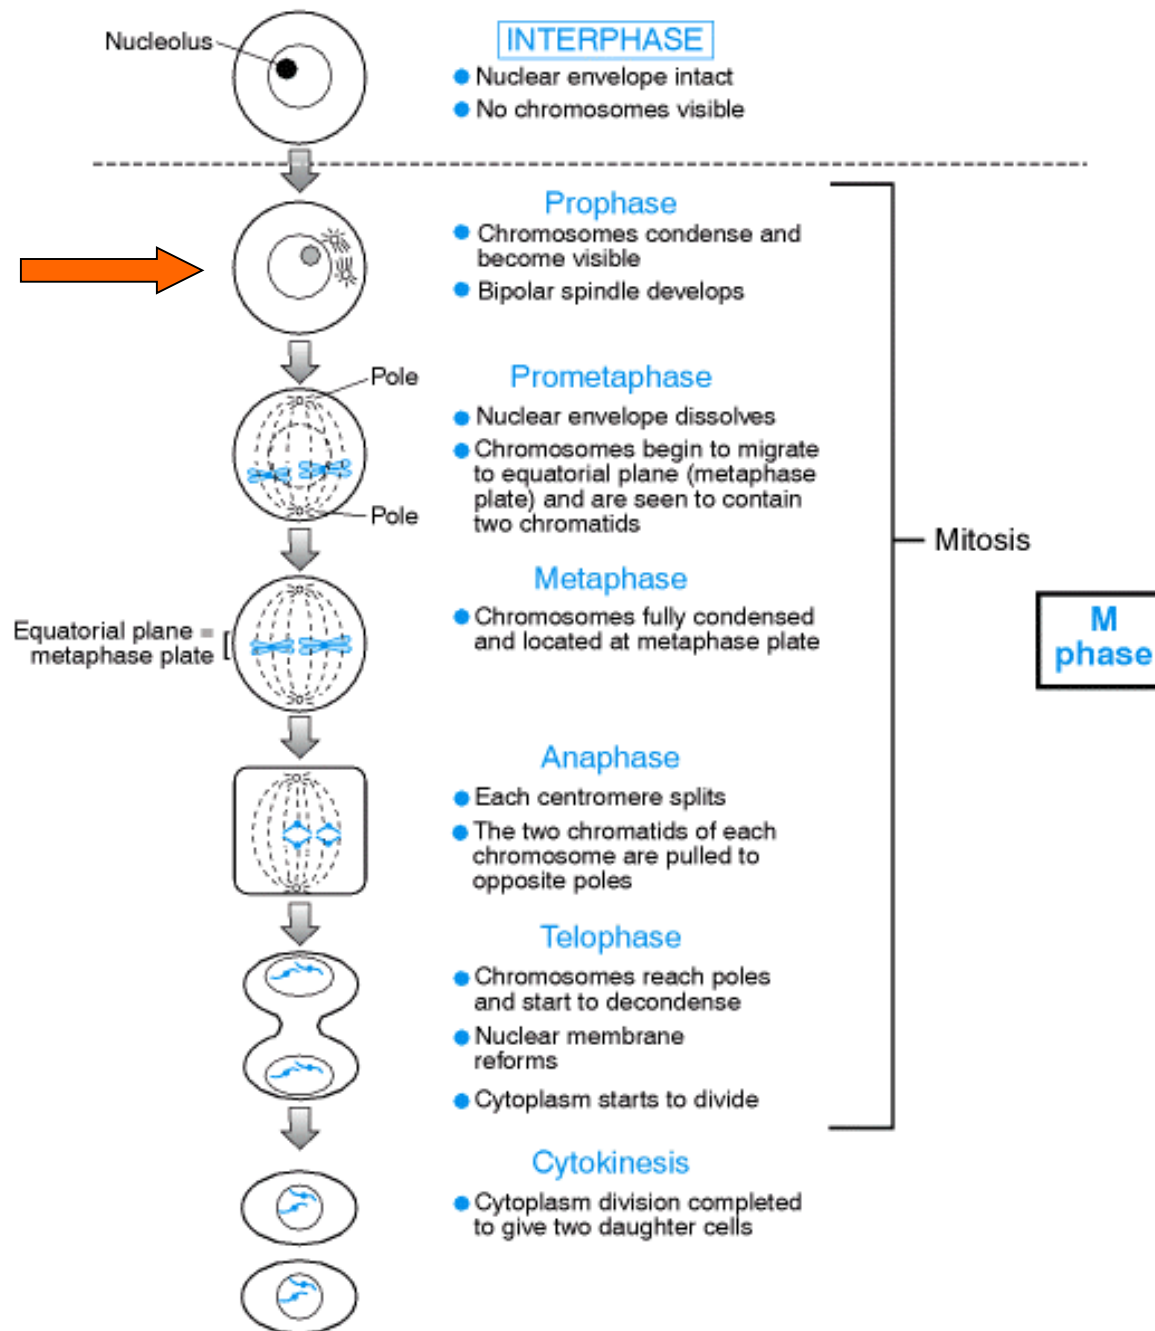 Nucleolus
INTERPHASE
Nuclear envelope intact
No chromosomes visible
Prophase
Chromosomes condense and
become visible
Bipolar spindle develops
Pole
Prometaphase
Nuclear envelope dissolves
Chromosomes begin to migrate
to equatorial plane (metaphase
plate) and are seen to contain
two chromatids
Pole
Mitosis
Metaphase
Chromosomes fully condensed
and located at metaphase plate
Equatorial plane =
metaphase plate
M
phase
Anaphase
Each centromere splits
The two chromatids of each
chromosome are pulled to
opposite poles
Telophase
Chromosomes reach poles
and start to decondense
Nuclear membrane
reforms
Cytoplasm starts to divide
Cytokinesis
Cytoplasm division completed
to give two daughter cells